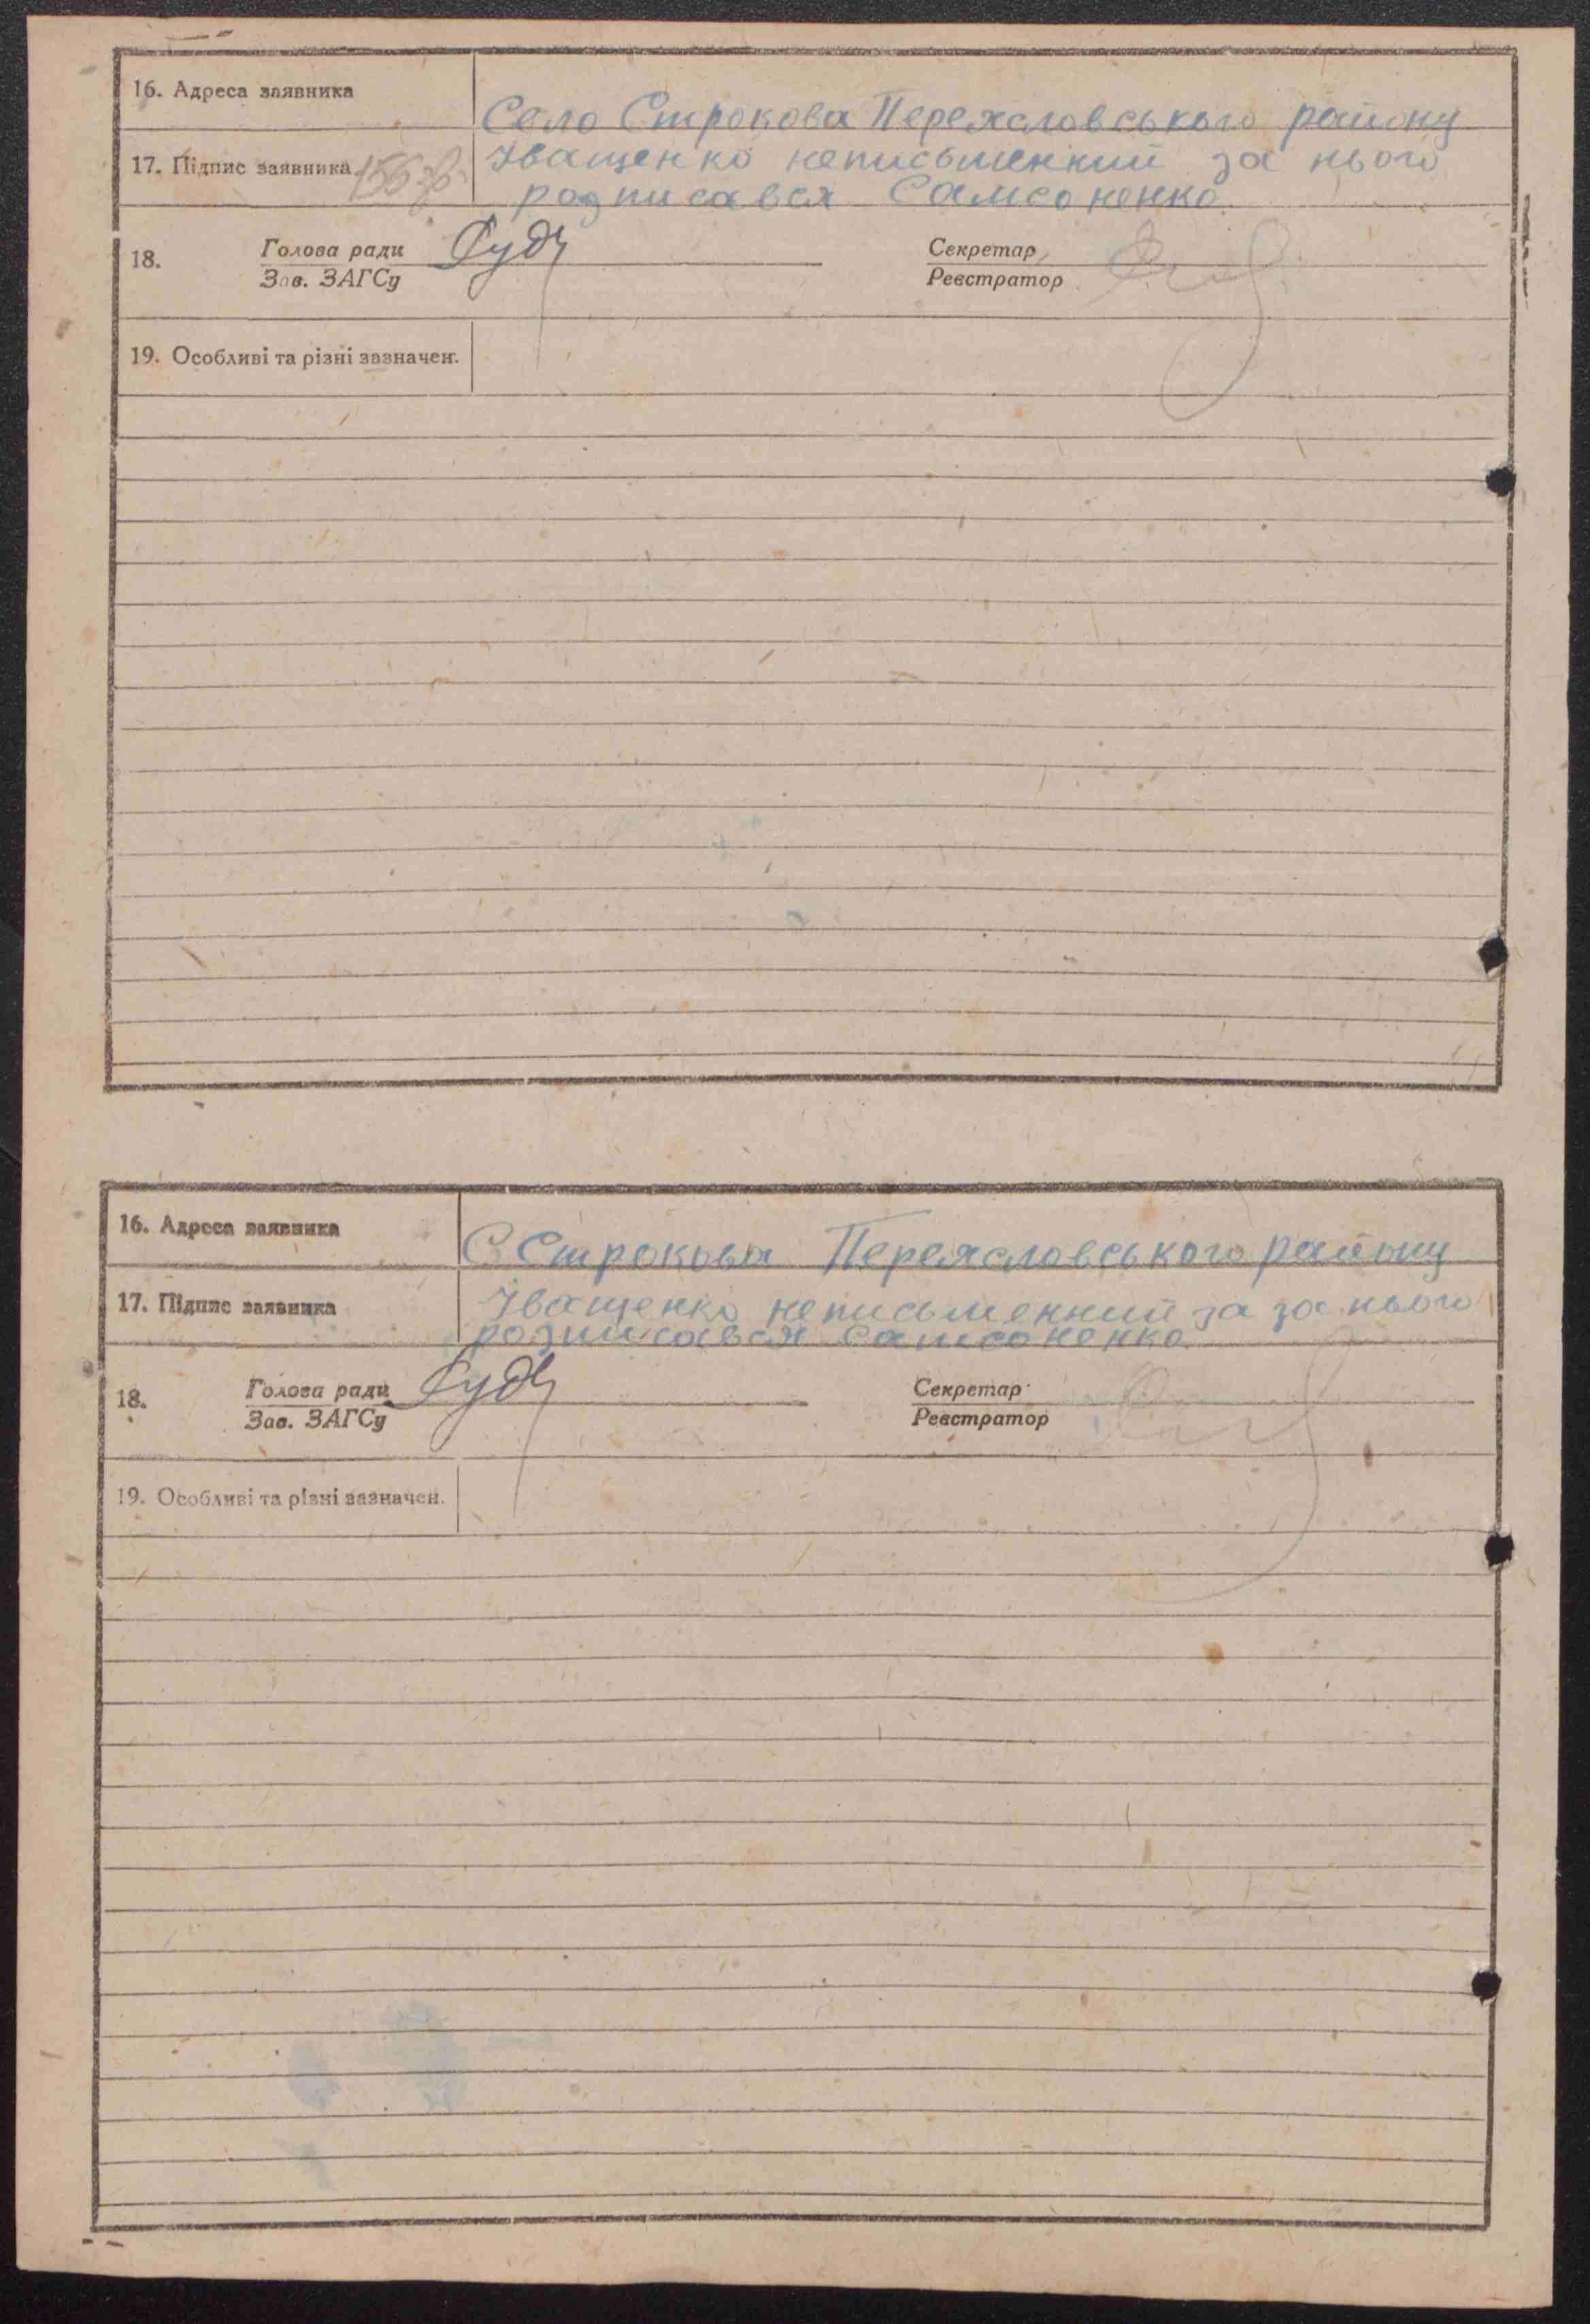 16. Адреса заявника
Село Строкова Переяславського району
17. Підпис заявника
Іващенко неписьменний за нього
розписався Самсоненко
18. Голова ради Секретар
Зав. ЗАГСу Реєстратор
19. Особливі та різні зазначен.
16. Адреса заявника
С Строкова Переяславського району
17. Підпис заявника
Іващенко неписьменний за за нього
розписався Самсоненко
18. Голова ради Секретар
Зав. ЗАГСу Реєстратор
19. Особливі та різні зазначен.